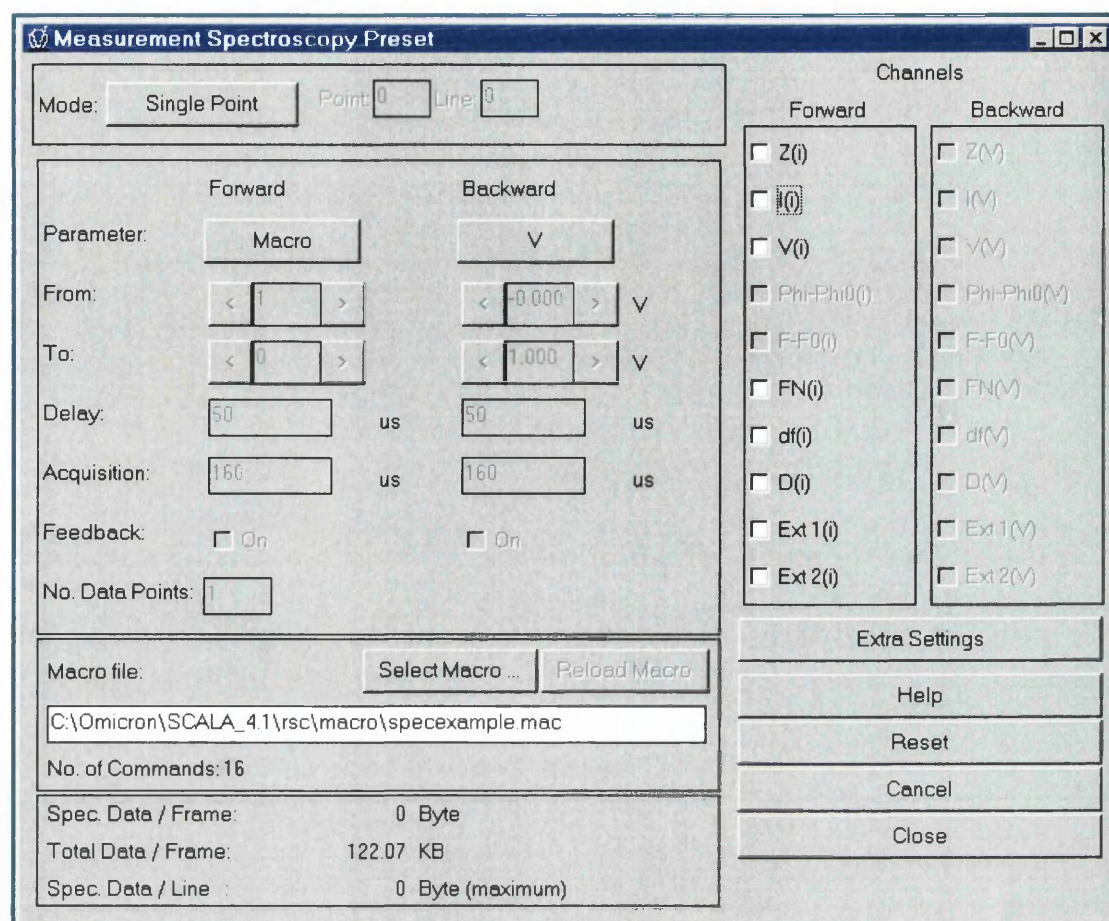 Measurement Spectroscopy Preset
Mode: Single Point Point: 0 Line: 0
Forward Backward
Parameter: Macro V
From: < 1 > < -0.000 > V
To: < 0 > < 1.000 > V
Delay: 50 us 50 us
Acquisition: 160 us 160 us
Feedback: On On
No. Data Points: 1
Macro file: Select Macro ... Reload Macro
C:\Omicron\SCALA_4.1\rsc\macro\specexample.mac
No. of Commands: 16
Spec. Data / Frame: 0 Byte
Total Data / Frame: 122.07 KB
Spec. Data / Line : 0 Byte (maximum)
Channels
Forward Backward
Z(i) Z(V)
I(i) I(V)
V(i) V(V)
Phi-Phi0(i) Phi-Phi0(V)
F-F0(i) F-F0(V)
FN(i) FN(V)
df(i) df(V)
D(i) D(V)
Ext 1(i) Ext 1(V)
Ext 2(i) Ext 2(V)
Extra Settings
Help
Reset
Cancel
Close